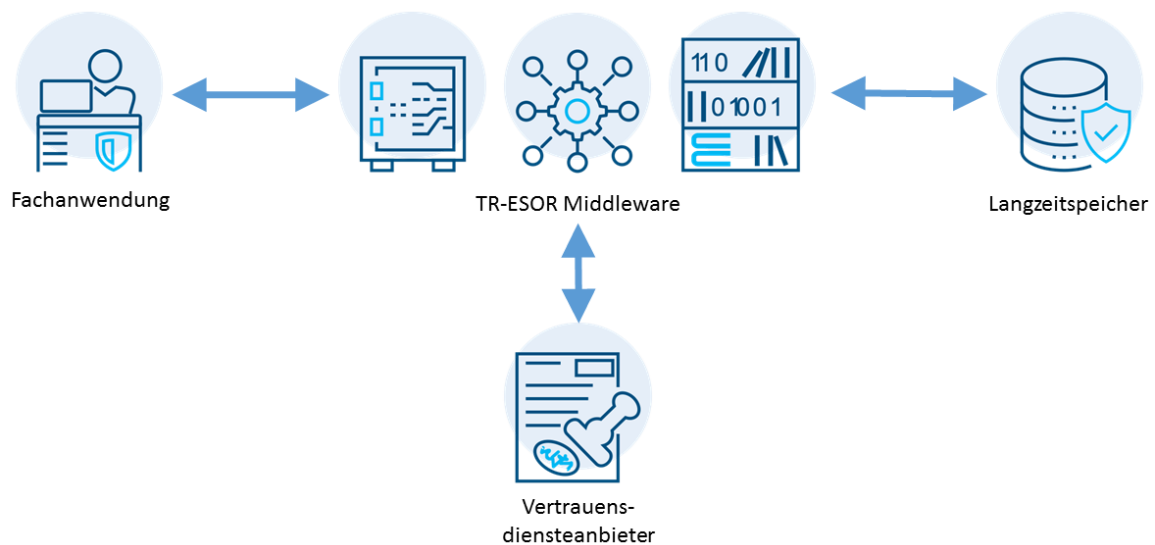 110
01001
Fachanwendung
TR-ESOR Middleware
Langzeitspeicher
Vertrauens-
diensteanbieter